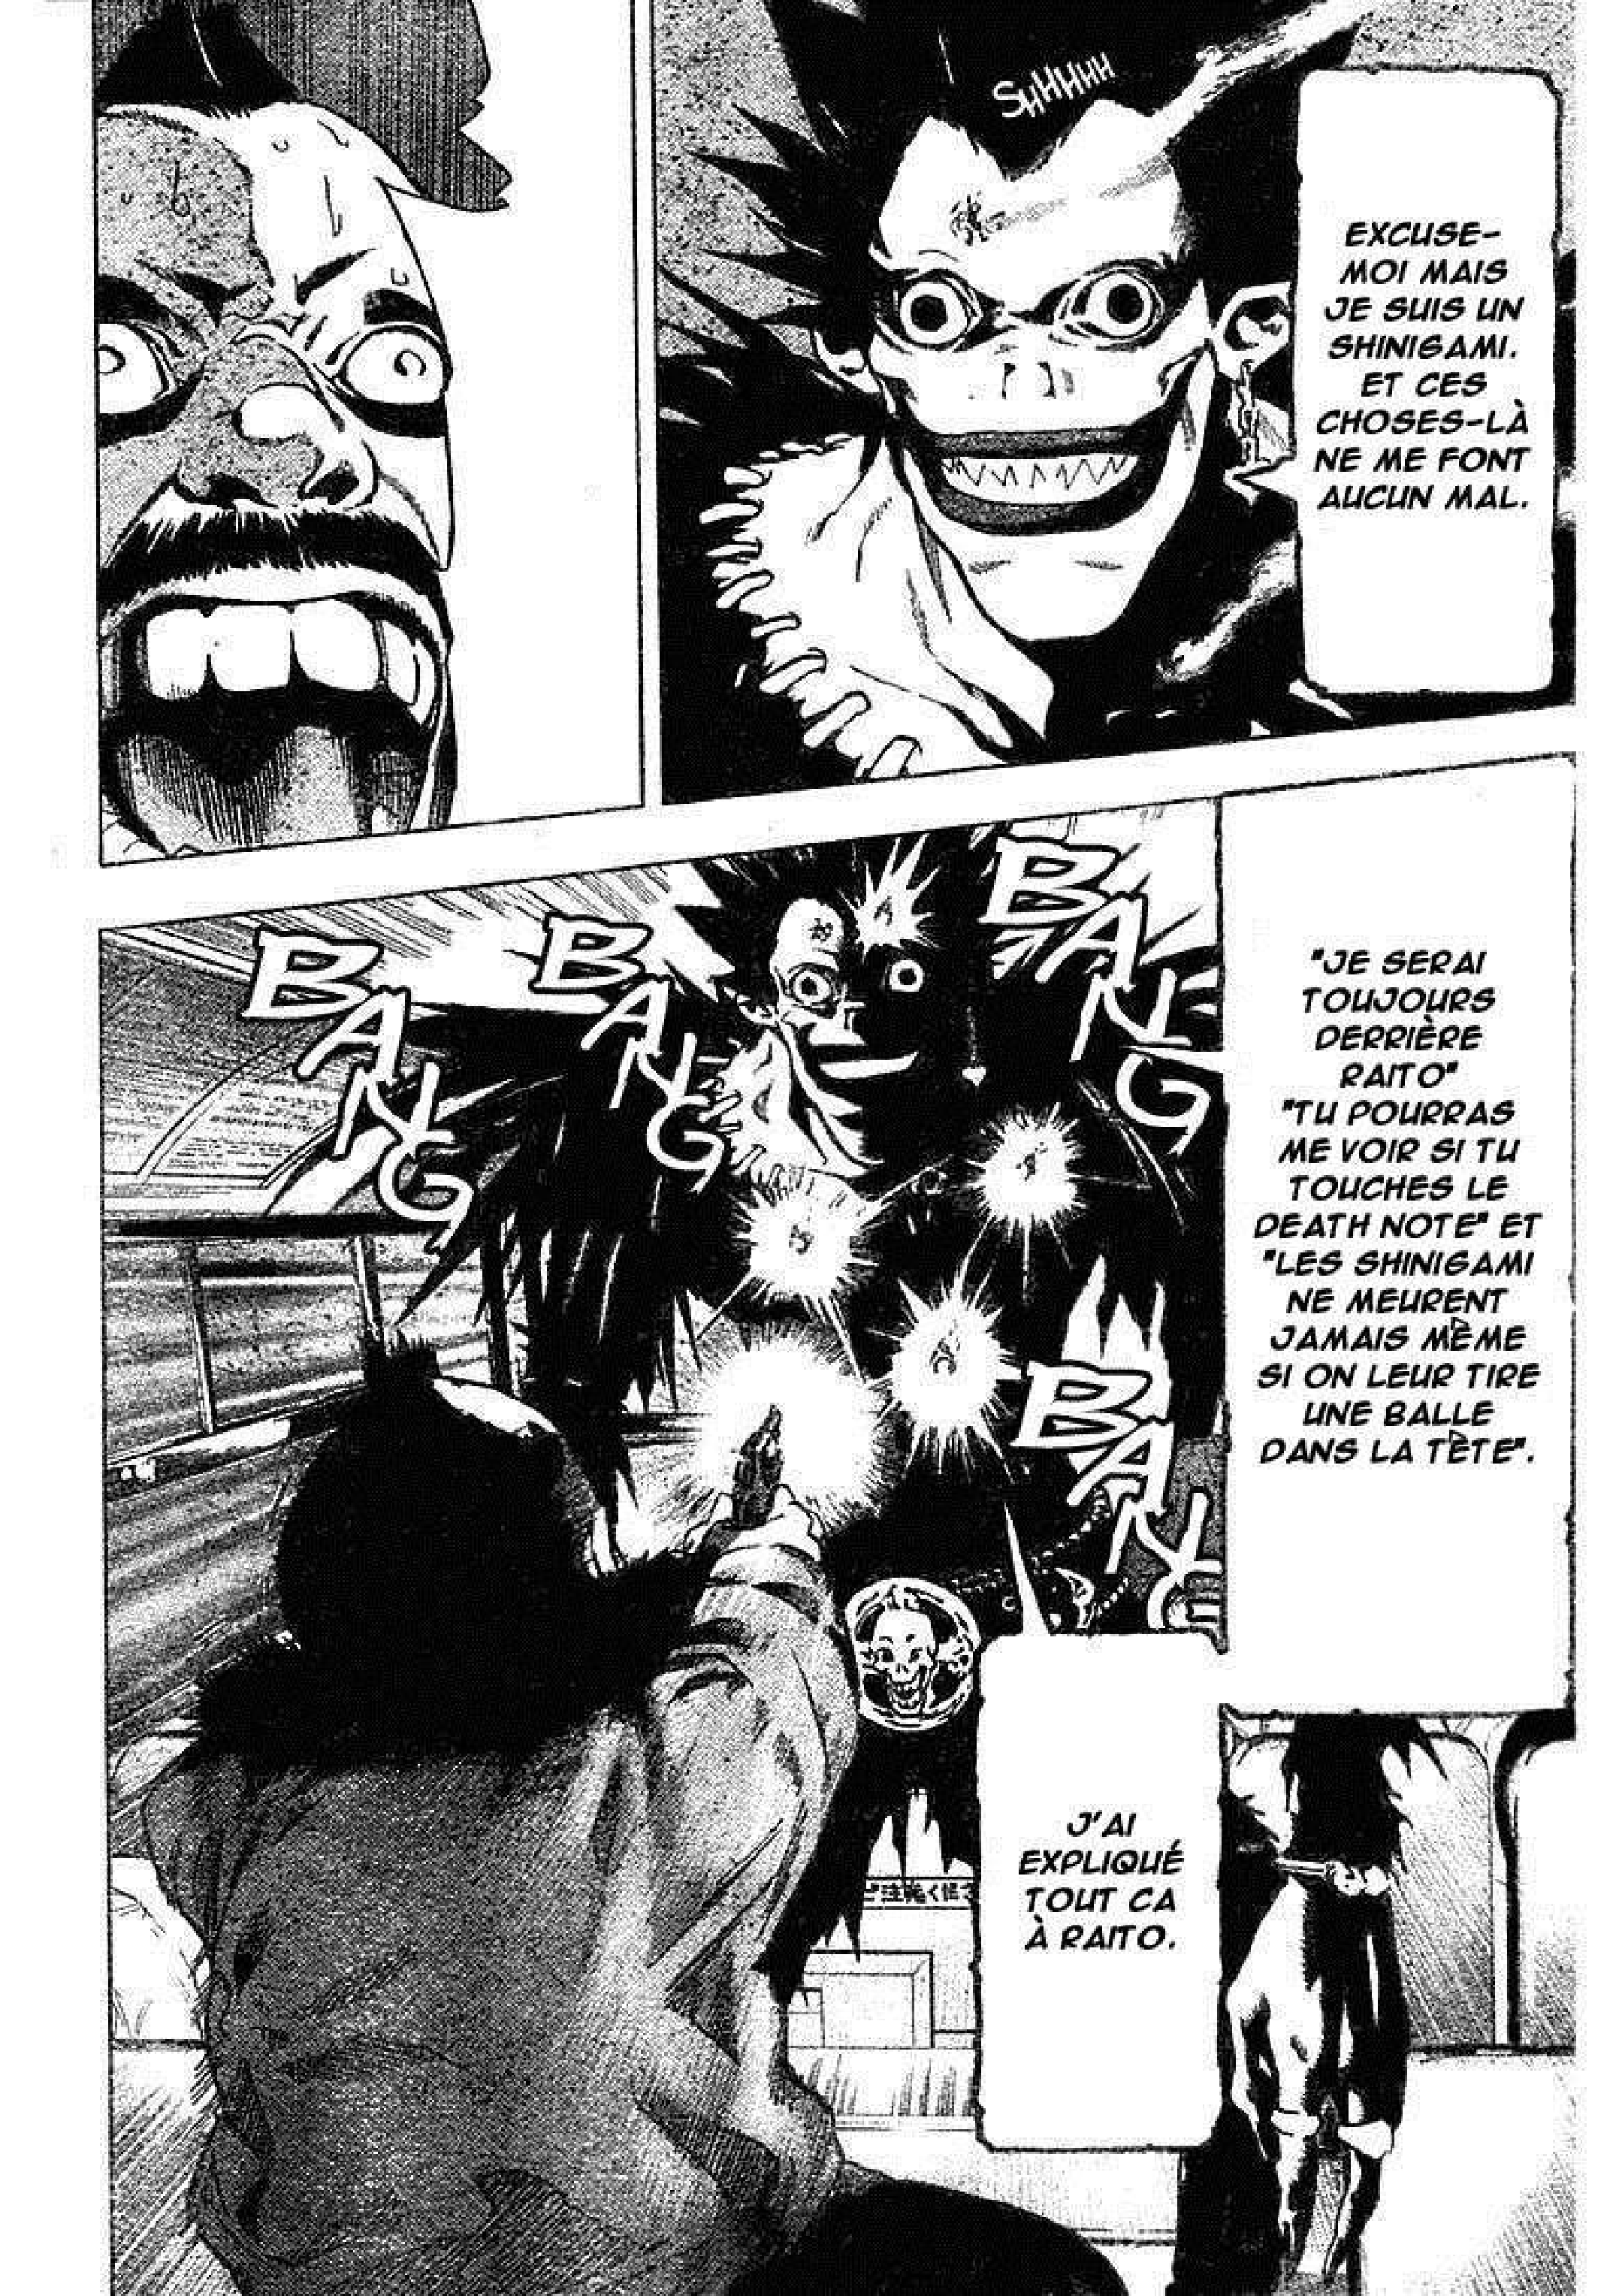 SHHHHH
EXCUSE-
MOI MAIS
JE SUIS UN
SHINIGAMI.
ET CES
CHOSES-LÀ
NE ME FONT
AUCUN MAL.
"JE SERAI
TOUJOURS
DERRIÈRE
RAITO"
"TU POURRAS
ME VOIR SI TU
TOUCHES LE
DEATH NOTE" ET
"LES SHINIGAMI
NE MEURENT
JAMAIS MÊME
SI ON LEUR TIRE
UNE BALLE
DANS LA TÊTE".
BANG
BANG
BANG
BANG
J'AI
EXPLIQUÉ
TOUT CA
À RAITO.